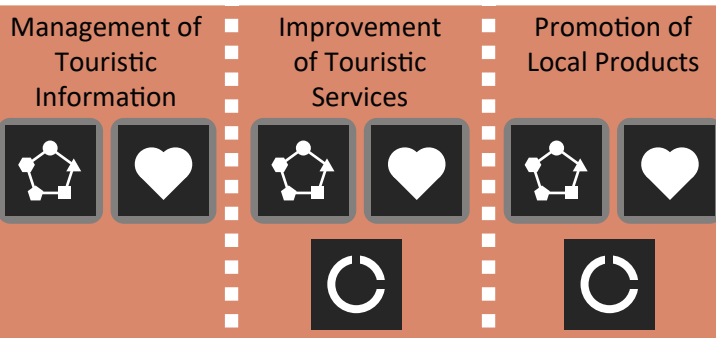 Management of
Touristic
Information
Improvement
of Touristic
Services
Promotion of
Local Products